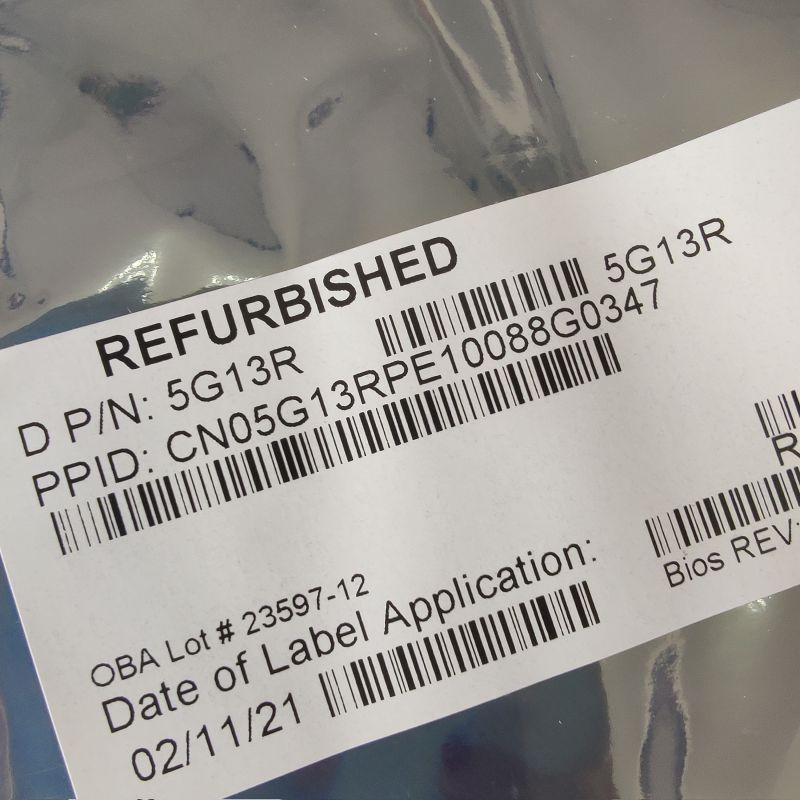 REFURBISHED
D P/N: 5G13R 5G13R
PPID: CN05G13RPE10088G0347
Bios REV
OBA Lot # 23597-12
Date of Label Application:
02/11/21